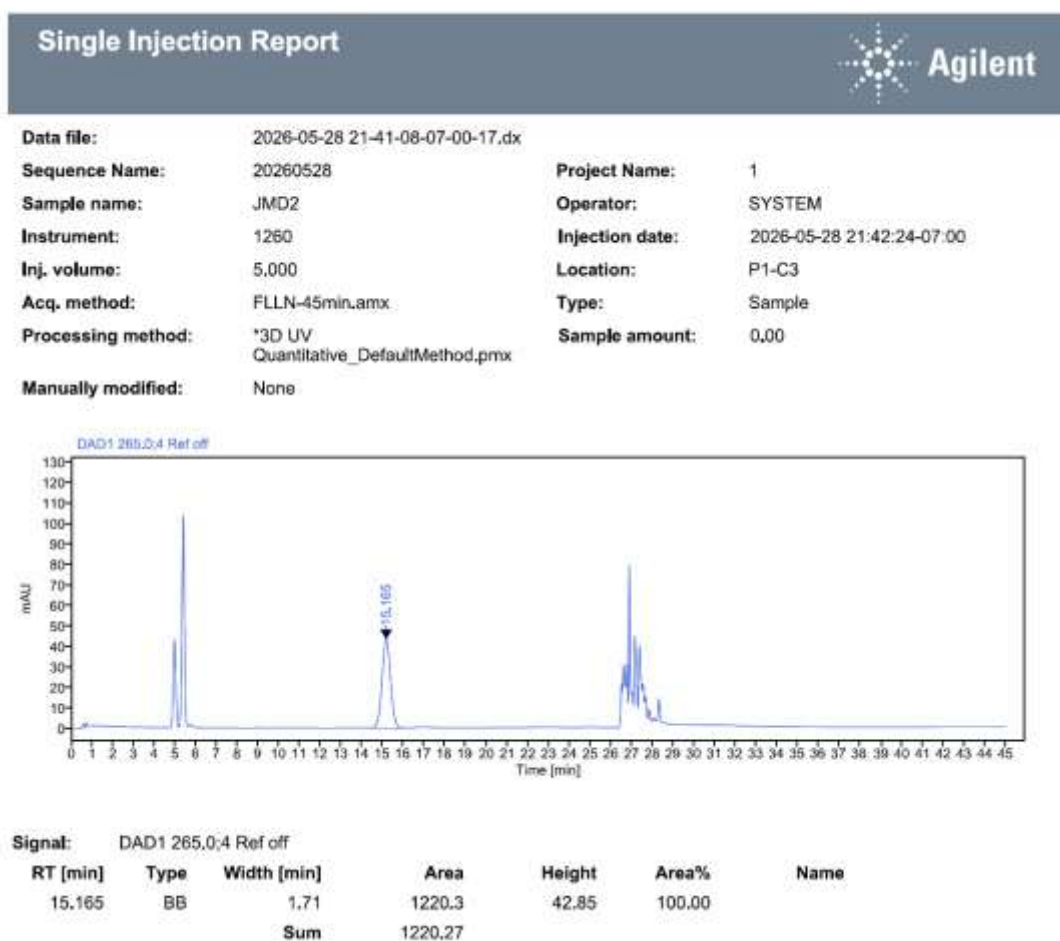 Single Injection Report
Agilent
Data file: 2026-05-28 21-41-08-07-00-17.dx
Sequence Name: 20260528 Project Name: 1
Sample name: JMD2 Operator: SYSTEM
Instrument: 1260 Injection date: 2026-05-28 21:42:24-07:00
Inj. volume: 5.000 Location: P1-C3
Acq. method: FLLN-45min.amx Type: Sample
Processing method: *3D UV Sample amount: 0.00
Quantitative_DefaultMethod.pmx
Manually modified: None
DAD1 265.0;4 Ref off
130
120
110
100
90
80
70
60
50
40
30
20
10
0
mAU
15.165
0 1 2 3 4 5 6 7 8 9 10 11 12 13 14 15 16 17 18 19 20 21 22 23 24 25 26 27 28 29 30 31 32 33 34 35 36 37 38 39 40 41 42 43 44 45
Time [min]
Signal: DAD1 265.0;4 Ref off
RT [min] Type Width [min] Area Height Area% Name
15.165 BB 1.71 1220.3 42.85 100.00
Sum 1220.27